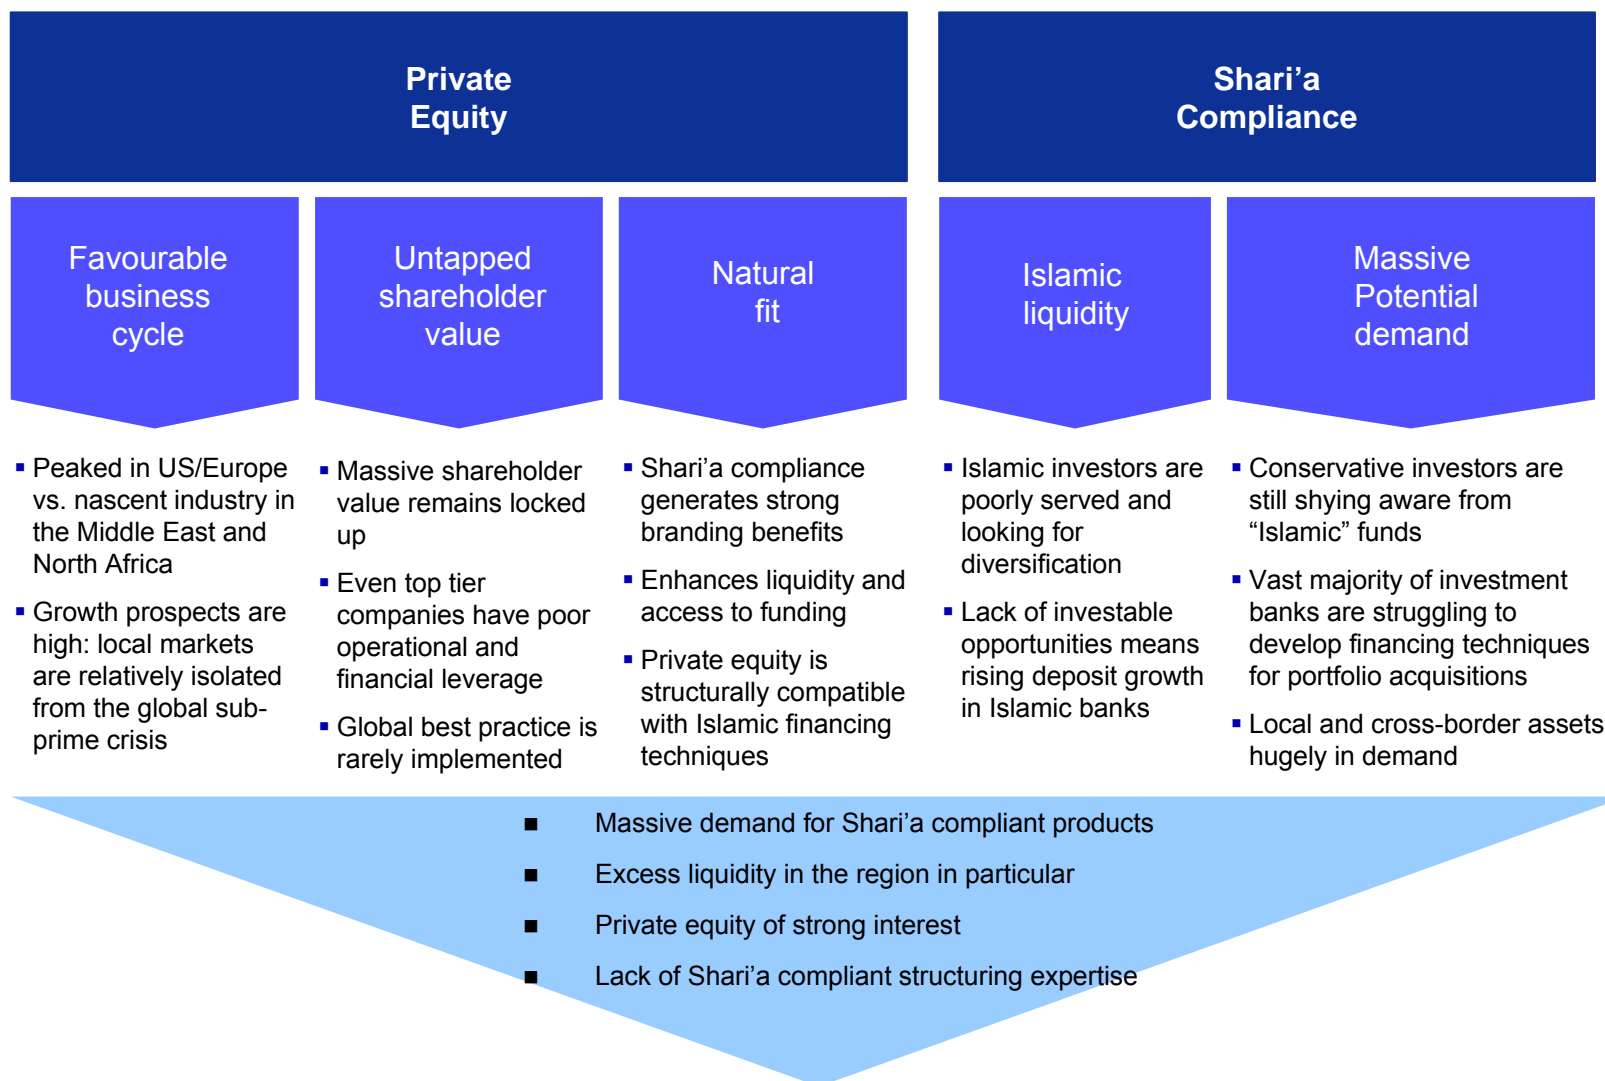 Private
Equity
Shari’a
Compliance
Favourable
business
cycle
Untapped
shareholder
value
Natural
fit
Islamic
liquidity
Massive
Potential
demand
▪ Peaked in US/Europe
vs. nascent industry in
the Middle East and
North Africa
▪ Growth prospects are
high: local markets
are relatively isolated
from the global sub-
prime crisis
▪ Massive shareholder
value remains locked
up
▪ Even top tier
companies have poor
operational and
financial leverage
▪ Global best practice is
rarely implemented
▪ Shari’a compliance
generates strong
branding benefits
▪ Enhances liquidity and
access to funding
▪ Private equity is
structurally compatible
with Islamic financing
techniques
▪ Islamic investors are
poorly served and
looking for
diversification
▪ Lack of investable
opportunities means
rising deposit growth
in Islamic banks
▪ Conservative investors are
still shying aware from
“Islamic” funds
▪ Vast majority of investment
banks are struggling to
develop financing techniques
for portfolio acquisitions
▪ Local and cross-border assets
hugely in demand
■ Massive demand for Shari’a compliant products
■ Excess liquidity in the region in particular
■ Private equity of strong interest
■ Lack of Shari’a compliant structuring expertise